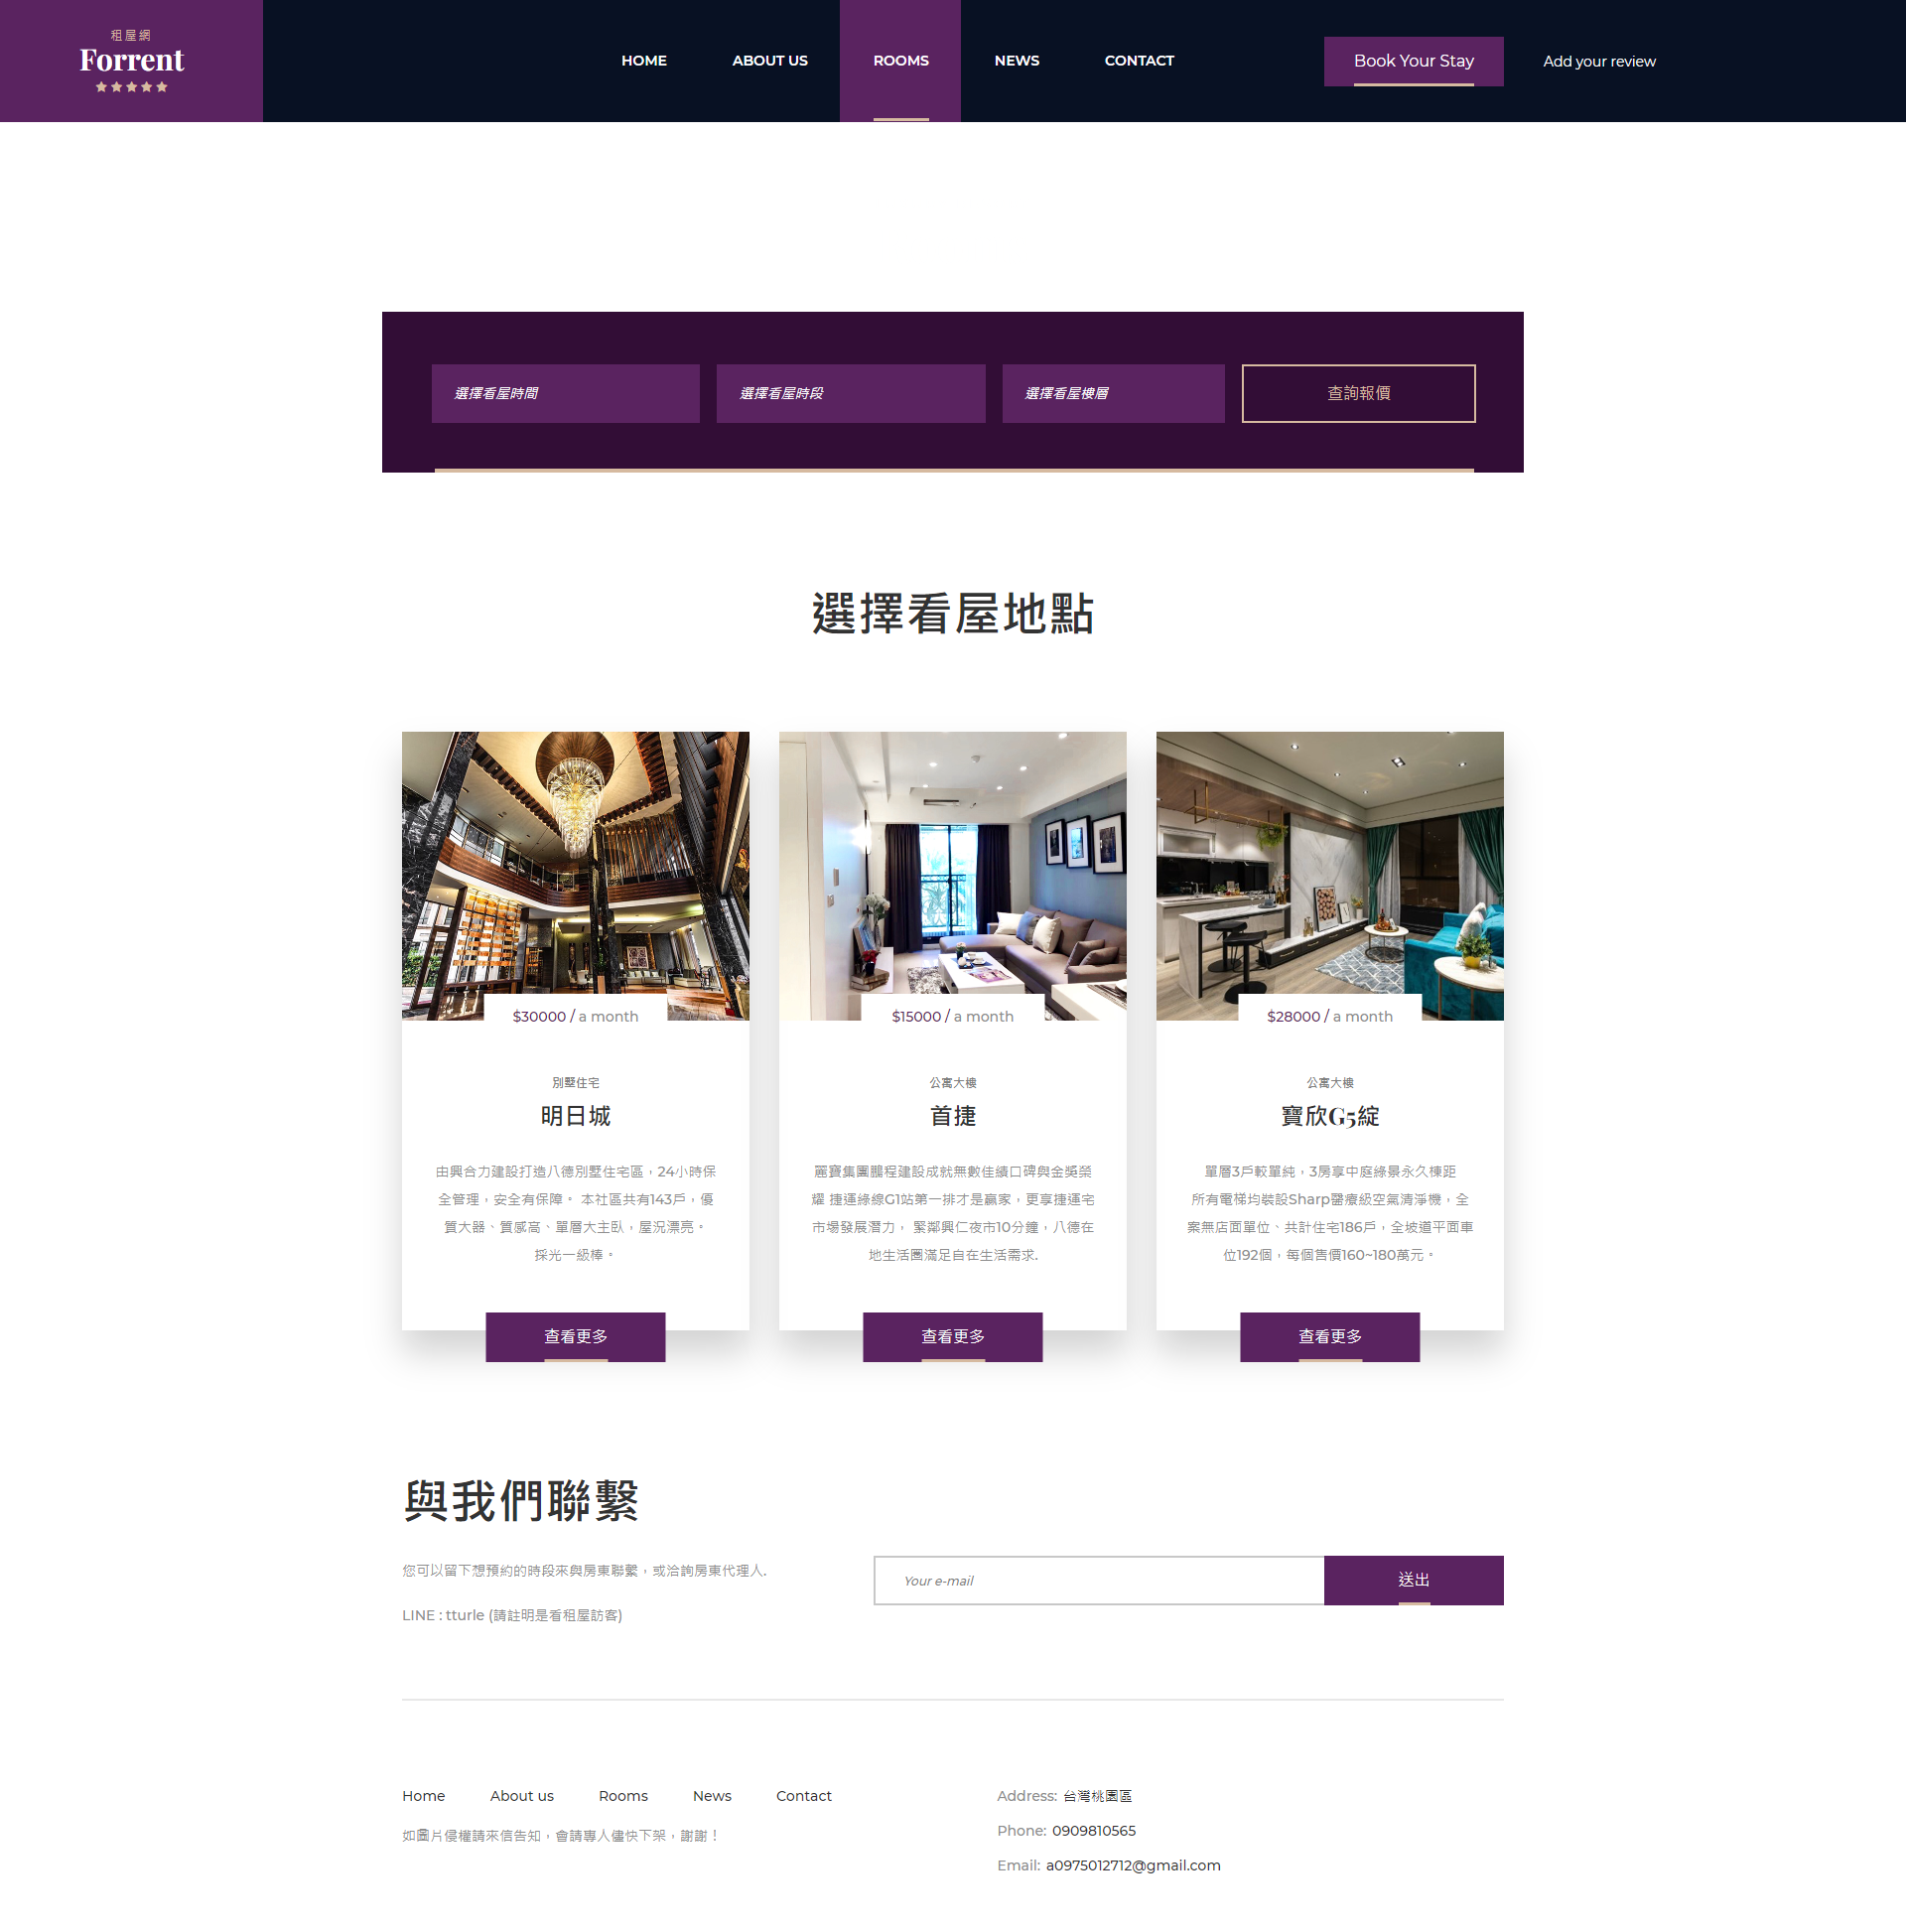 租屋網
Forrent
HOME
ABOUT US
ROOMS
NEWS
CONTACT
Book Your Stay
Add your review
選擇看屋時間
選擇看屋時段
選擇看屋樓層
查詢報價
選擇看屋地點
$30000 / a month
別墅住宅
明日城
由興合力建設打造八德別墅住宅區，24小時保
全管理，安全有保障。 本社區共有143戶，優
質大器、質感高、單層大主臥，屋況漂亮。
採光一級棒。
查看更多
$15000 / a month
公寓大樓
首捷
麗寶集團鵬程建設成就無數佳績口碑與金獎榮
耀 捷運綠線G1站第一排才是贏家，更享捷運宅
市場發展潛力， 緊鄰興仁夜市10分鐘，八德在
地生活圈滿足自在生活需求.
查看更多
$28000 / a month
公寓大樓
寶欣G5綻
單層3戶較單純，3房享中庭綠景永久棟距
所有電梯均裝設Sharp醫療級空氣清淨機，全
案無店面單位、共計住宅186戶，全坡道平面車
位192個，每個售價160~180萬元。
查看更多
與我們聯繫
您可以留下想預約的時段來與房東聯繫，或洽詢房東代理人.
LINE : tturle (請註明是看租屋訪客)
Your e-mail
送出
Home
About us
Rooms
News
Contact
如圖片侵權請來信告知，會請專人儘快下架，謝謝！
Address: 台灣桃園區
Phone: 0909810565
Email: a0975012712@gmail.com